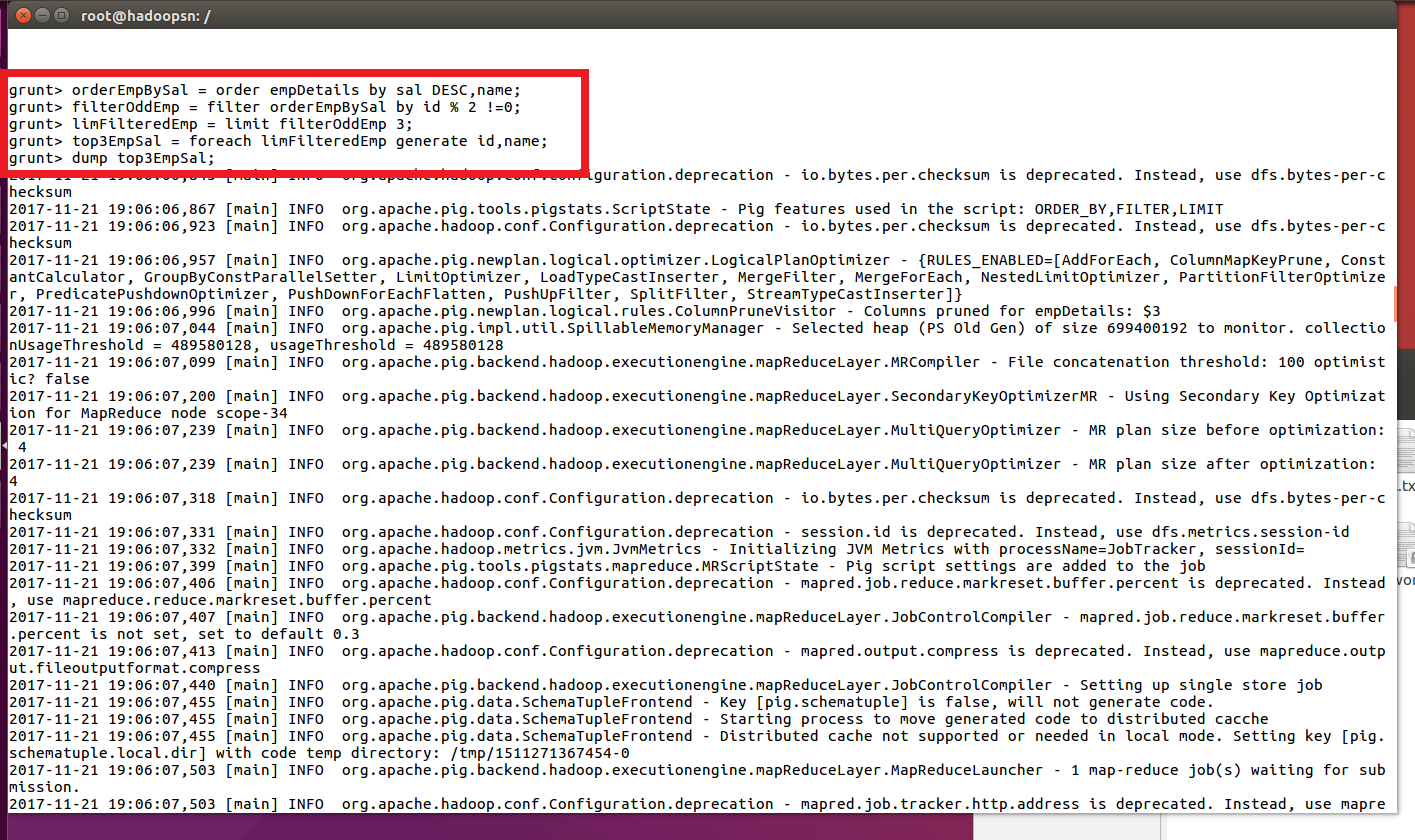 root@hadoopsn: /
grunt> orderEmpBySal = order empDetails by sal DESC,name;
grunt> filterOddEmp = filter orderEmpBySal by id % 2 !=0;
grunt> limFilteredEmp = limit filterOddEmp 3;
grunt> top3EmpSal = foreach limFilteredEmp generate id,name;
grunt> dump top3EmpSal;
2017-11-21 19:06:06,843 [main] INFO  org.apache.hadoop.conf.Configuration.deprecation - io.bytes.per.checksum is deprecated. Instead, use dfs.bytes-per-c
hecksum
2017-11-21 19:06:06,867 [main] INFO  org.apache.pig.tools.pigstats.ScriptState - Pig features used in the script: ORDER_BY,FILTER,LIMIT
2017-11-21 19:06:06,923 [main] INFO  org.apache.hadoop.conf.Configuration.deprecation - io.bytes.per.checksum is deprecated. Instead, use dfs.bytes-per-c
hecksum
2017-11-21 19:06:06,957 [main] INFO  org.apache.pig.newplan.logical.optimizer.LogicalPlanOptimizer - {RULES_ENABLED=[AddForEach, ColumnMapKeyPrune, Const
antCalculator, GroupByConstParallelSetter, LimitOptimizer, LoadTypeCastInserter, MergeFilter, MergeForEach, NestedLimitOptimizer, PartitionFilterOptimize
r, PredicatePushdownOptimizer, PushDownForEachFlatten, PushUpFilter, SplitFilter, StreamTypeCastInserter]}
2017-11-21 19:06:06,996 [main] INFO  org.apache.pig.newplan.logical.rules.ColumnPruneVisitor - Columns pruned for empDetails: $3
2017-11-21 19:06:07,044 [main] INFO  org.apache.pig.impl.util.SpillableMemoryManager - Selected heap (PS Old Gen) of size 699400192 to monitor. collectio
nUsageThreshold = 489580128, usageThreshold = 489580128
2017-11-21 19:06:07,099 [main] INFO  org.apache.pig.backend.hadoop.executionengine.mapReduceLayer.MRCompiler - File concatenation threshold: 100 optimist
ic? false
2017-11-21 19:06:07,200 [main] INFO  org.apache.pig.backend.hadoop.executionengine.mapReduceLayer.SecondaryKeyOptimizerMR - Using Secondary Key Optimizat
ion for MapReduce node scope-34
2017-11-21 19:06:07,239 [main] INFO  org.apache.pig.backend.hadoop.executionengine.mapReduceLayer.MultiQueryOptimizer - MR plan size before optimization:
 4
2017-11-21 19:06:07,239 [main] INFO  org.apache.pig.backend.hadoop.executionengine.mapReduceLayer.MultiQueryOptimizer - MR plan size after optimization:
4
2017-11-21 19:06:07,318 [main] INFO  org.apache.hadoop.conf.Configuration.deprecation - io.bytes.per.checksum is deprecated. Instead, use dfs.bytes-per-c
hecksum
2017-11-21 19:06:07,331 [main] INFO  org.apache.hadoop.conf.Configuration.deprecation - session.id is deprecated. Instead, use dfs.metrics.session-id
2017-11-21 19:06:07,332 [main] INFO  org.apache.hadoop.metrics.jvm.JvmMetrics - Initializing JVM Metrics with processName=JobTracker, sessionId=
2017-11-21 19:06:07,399 [main] INFO  org.apache.pig.tools.pigstats.mapreduce.MRScriptState - Pig script settings are added to the job
2017-11-21 19:06:07,406 [main] INFO  org.apache.hadoop.conf.Configuration.deprecation - mapred.job.reduce.markreset.buffer.percent is deprecated. Instead
, use mapreduce.reduce.markreset.buffer.percent
2017-11-21 19:06:07,407 [main] INFO  org.apache.pig.backend.hadoop.executionengine.mapReduceLayer.JobControlCompiler - mapred.job.reduce.markreset.buffer
.percent is not set, set to default 0.3
2017-11-21 19:06:07,413 [main] INFO  org.apache.hadoop.conf.Configuration.deprecation - mapred.output.compress is deprecated. Instead, use mapreduce.outp
ut.fileoutputformat.compress
2017-11-21 19:06:07,440 [main] INFO  org.apache.pig.backend.hadoop.executionengine.mapReduceLayer.JobControlCompiler - Setting up single store job
2017-11-21 19:06:07,455 [main] INFO  org.apache.pig.data.SchemaTupleFrontend - Key [pig.schematuple] is false, will not generate code.
2017-11-21 19:06:07,455 [main] INFO  org.apache.pig.data.SchemaTupleFrontend - Starting process to move generated code to distributed cacche
2017-11-21 19:06:07,455 [main] INFO  org.apache.pig.data.SchemaTupleFrontend - Distributed cache not supported or needed in local mode. Setting key [pig.
schematuple.local.dir] with code temp directory: /tmp/1511271367454-0
2017-11-21 19:06:07,503 [main] INFO  org.apache.pig.backend.hadoop.executionengine.mapReduceLayer.MapReduceLauncher - 1 map-reduce job(s) waiting for sub
mission.
2017-11-21 19:06:07,503 [main] INFO  org.apache.hadoop.conf.Configuration.deprecation - mapred.job.tracker.http.address is deprecated. Instead, use mapre
.tx
wor